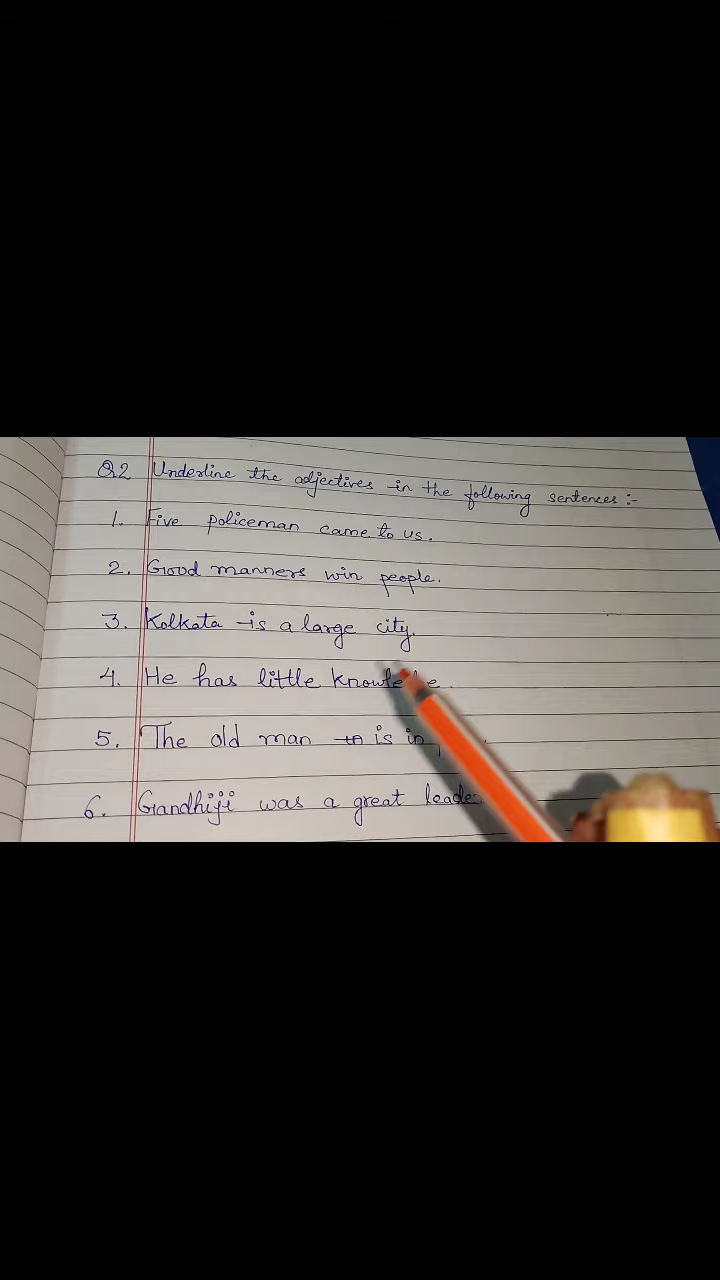 Q2 Underline the adjectives in the following sentences :-
1. Five policeman came to us.
2. Good manners win people.
3. Kolkata is a large city.
4. He has little
5. The old man is in
6. Gandhiji was a great